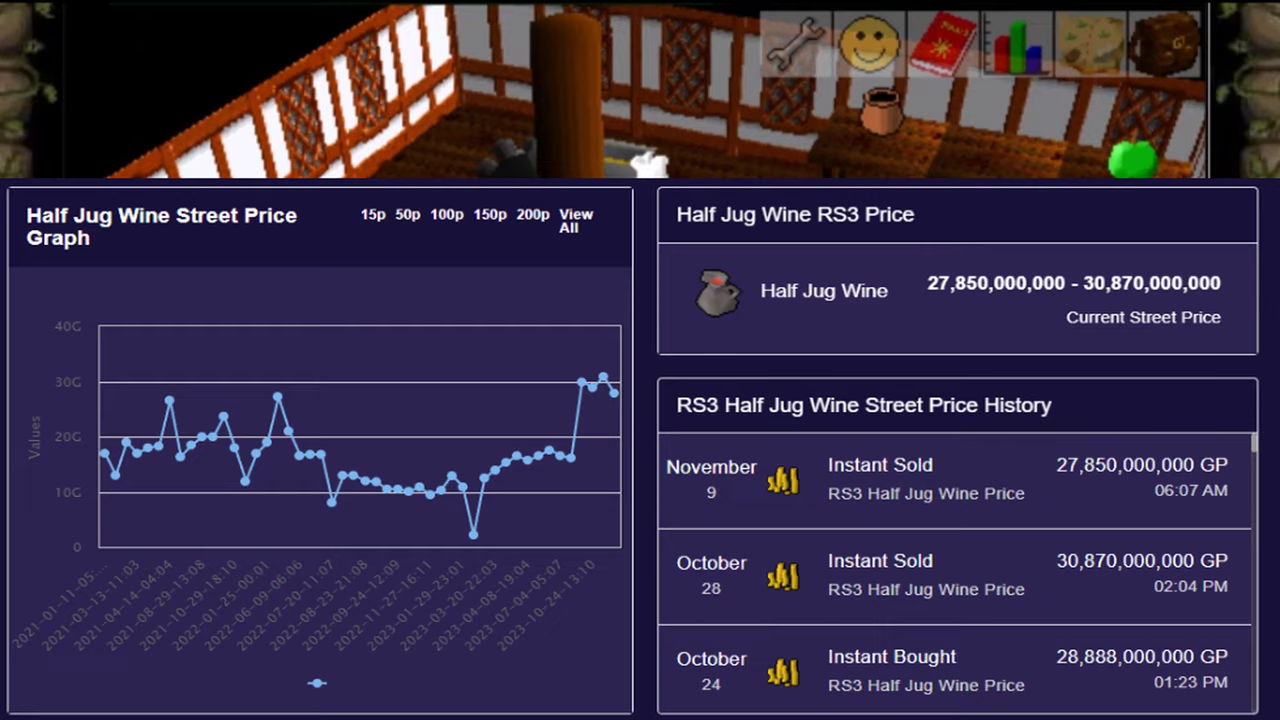 Half Jug Wine Street Price
Graph
15p 50p 100p 150p 200p View
All
40G
30G
20G
10G
0
Values
2021-01-11-05:...
2021-03-13-11:03
2021-04-14-04:04
2021-08-29-13:08
2021-10-29-18:10
2022-01-25-00:01
2022-06-09-06:06
2022-07-20-11:07
2022-08-23-21:08
2022-09-24-12:09
2022-11-27-16:11
2023-01-29-23:01
2023-03-20-22:03
2023-04-08-19:04
2023-07-04-05:07
2023-10-24-13:10
Half Jug Wine RS3 Price
Half Jug Wine
27,850,000,000 - 30,870,000,000
Current Street Price
RS3 Half Jug Wine Street Price History
November
9
Instant Sold
RS3 Half Jug Wine Price
27,850,000,000 GP
06:07 AM
October
28
Instant Sold
RS3 Half Jug Wine Price
30,870,000,000 GP
02:04 PM
October
24
Instant Bought
RS3 Half Jug Wine Price
28,888,000,000 GP
01:23 PM